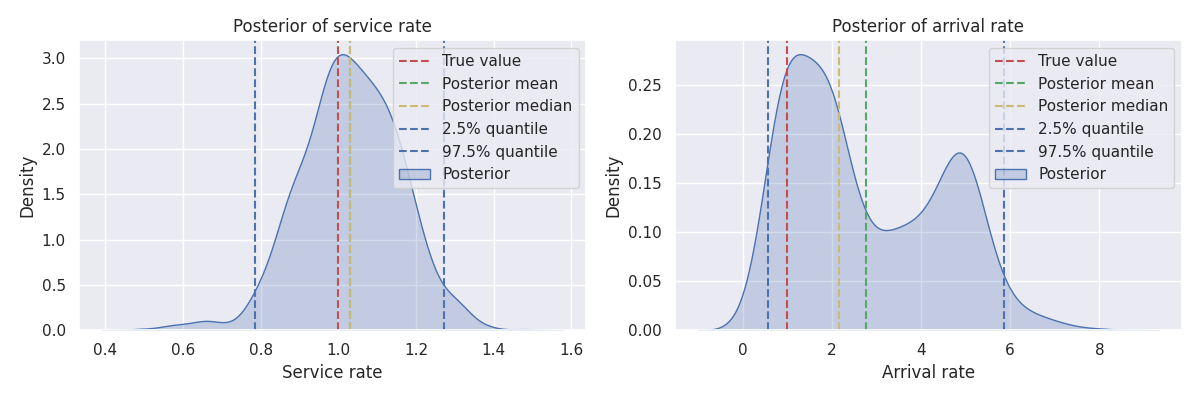 Posterior of service rate
Density
3.0
2.5
2.0
1.5
1.0
0.5
0.0
0.4
0.6
0.8
1.0
1.2
1.4
1.6
Service rate
True value
Posterior mean
Posterior median
2.5% quantile
97.5% quantile
Posterior
Posterior of arrival rate
Density
0.25
0.20
0.15
0.10
0.05
0.00
0
2
4
6
8
Arrival rate
True value
Posterior mean
Posterior median
2.5% quantile
97.5% quantile
Posterior